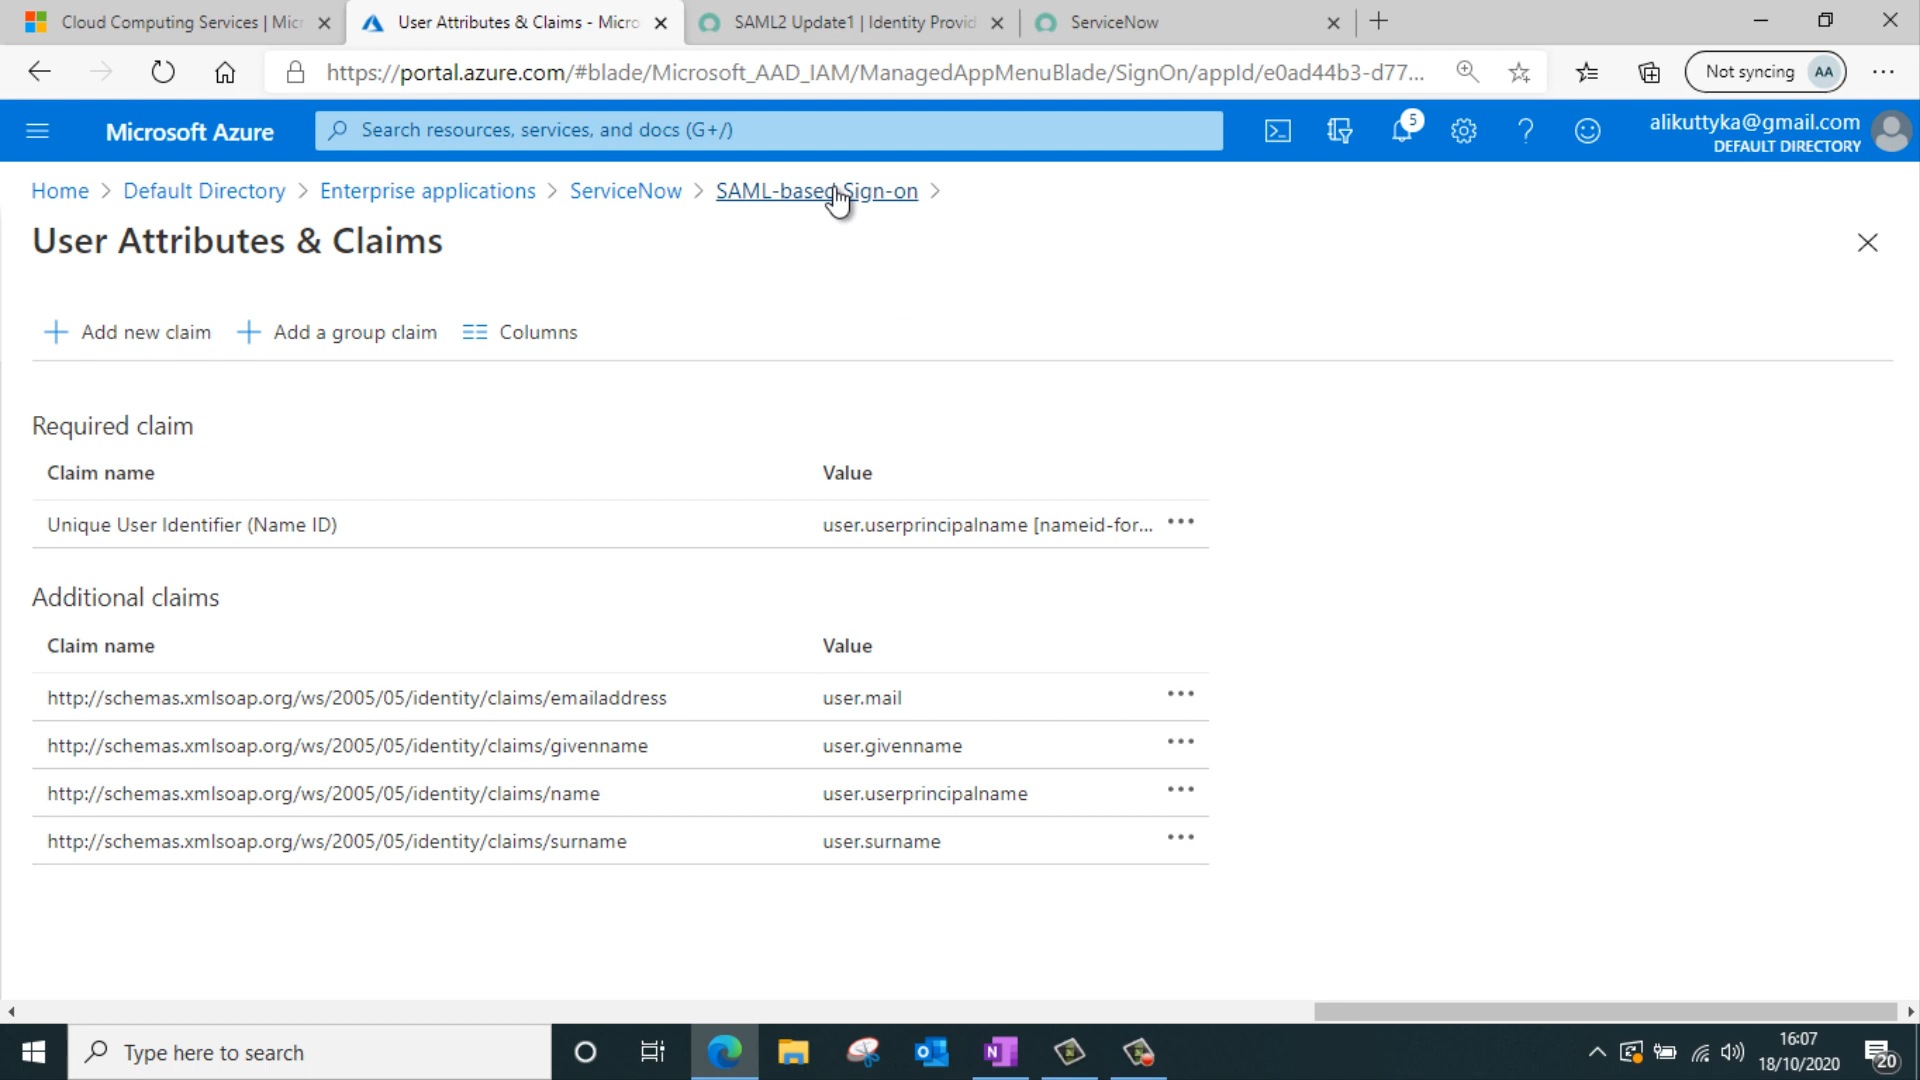 Cloud Computing Services | Micr
User Attributes & Claims - Micro
SAML2 Update1 | Identity Provid
ServiceNow
https://portal.azure.com/#blade/Microsoft_AAD_IAM/ManagedAppMenuBlade/SignOn/appId/e0ad44b3-d77...
Not syncing
AA
Microsoft Azure
Search resources, services, and docs (G+/)
5
alikuttyka@gmail.com
DEFAULT DIRECTORY
Home > Default Directory > Enterprise applications > ServiceNow > SAML-based Sign-on >
User Attributes & Claims
Add new claim
Add a group claim
Columns
Required claim
Claim name Value
Unique User Identifier (Name ID) user.userprincipalname [nameid-for... •••
Additional claims
Claim name Value
http://schemas.xmlsoap.org/ws/2005/05/identity/claims/emailaddress user.mail •••
http://schemas.xmlsoap.org/ws/2005/05/identity/claims/givenname user.givenname •••
http://schemas.xmlsoap.org/ws/2005/05/identity/claims/name user.userprincipalname •••
http://schemas.xmlsoap.org/ws/2005/05/identity/claims/surname user.surname •••
Type here to search
16:07
18/10/2020
20